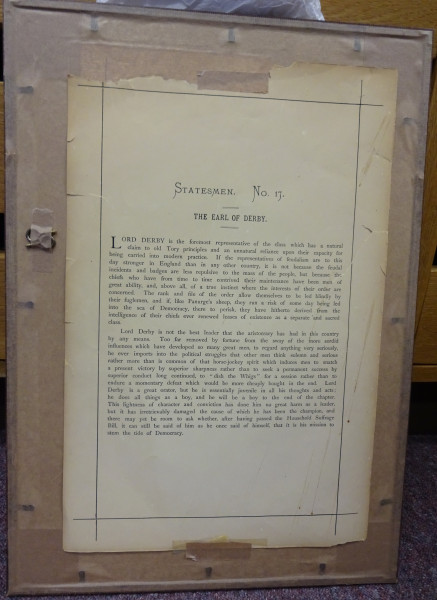 STATESMEN. No. 17.
THE EARL OF DERBY.
LORD DERBY is the foremost representative of the class which has a natural
claim to old Tory principles and an unnatural reliance upon their capacity for
being carried into modern practice. If the representatives of feudalism are to this
day stronger in England than in any other country, it is not because the feudal
incidents and badges are less repulsive to the mass of the people, but because the
chiefs who have from time to time conceived their maintenance have been men of
great ability, and, above all, of a true instinct where the interests of their order are
concerned. The rank and file of the order allow themselves to be led blindly by
their fuglemen, and if, like Panurge's sheep, they run a risk of some day being led
into the sea of Democracy, there to perish, they have hitherto derived from the
intelligence of their chiefs ever renewed leases of existence as a separate and sacred
class.
Lord Derby is not the best leader that the aristocracy has had in this country
by any means. Too far removed by fortune from the sway of the baser sordid
influences which have developed so many great men, to regard anything very seriously,
he ever imports into the political struggles that other men think solemn and serious
rather more than is common of that horse-jockey spirit which induces men to snatch
a present victory by superior sharpness rather than to seek a permanent success by
superior conduct long continued, to "dish the Whigs" for a session rather than to
endure a momentary defeat which would be more cheaply bought in the end. Lord
Derby is a great orator, but he is essentially juvenile in all his thoughts and acts;
he does all things as a boy, and he will be a boy to the end of the chapter.
This lightness of character and conviction has done him no great harm as a leader,
but it has irretrievably damaged the cause of which he has been the champion, and
there may yet be room to ask whether, after having passed the Household Suffrage
Bill, it can still be said of him as he once said of himself, that it is his mission to
stem the tide of Democracy.